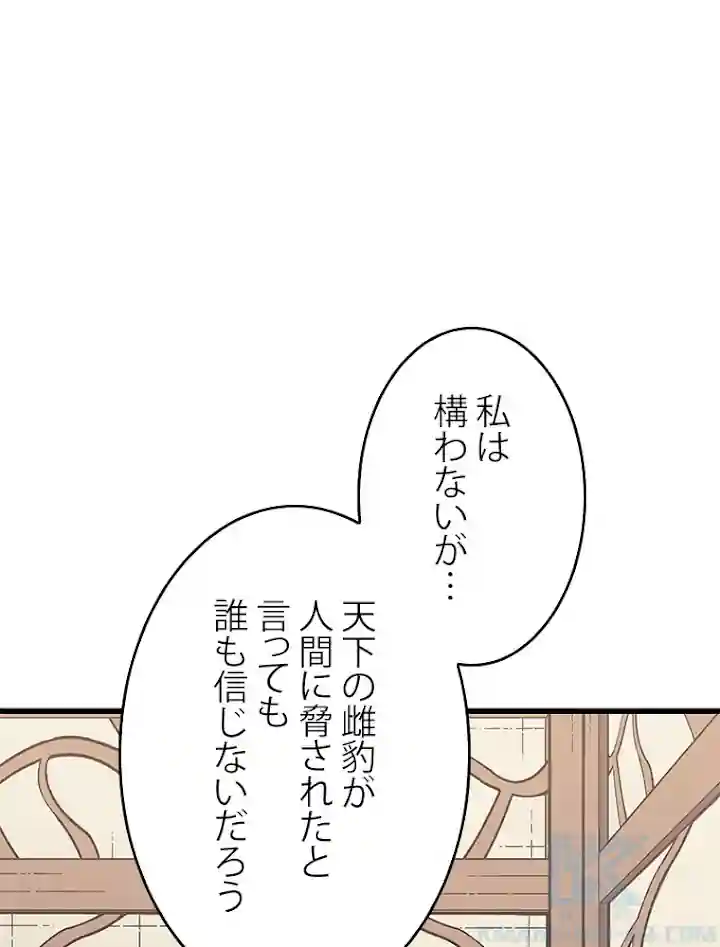 私は
構わないが…
天下の雌豹が
人間に脅されたと
言っても
誰も信じないだろう